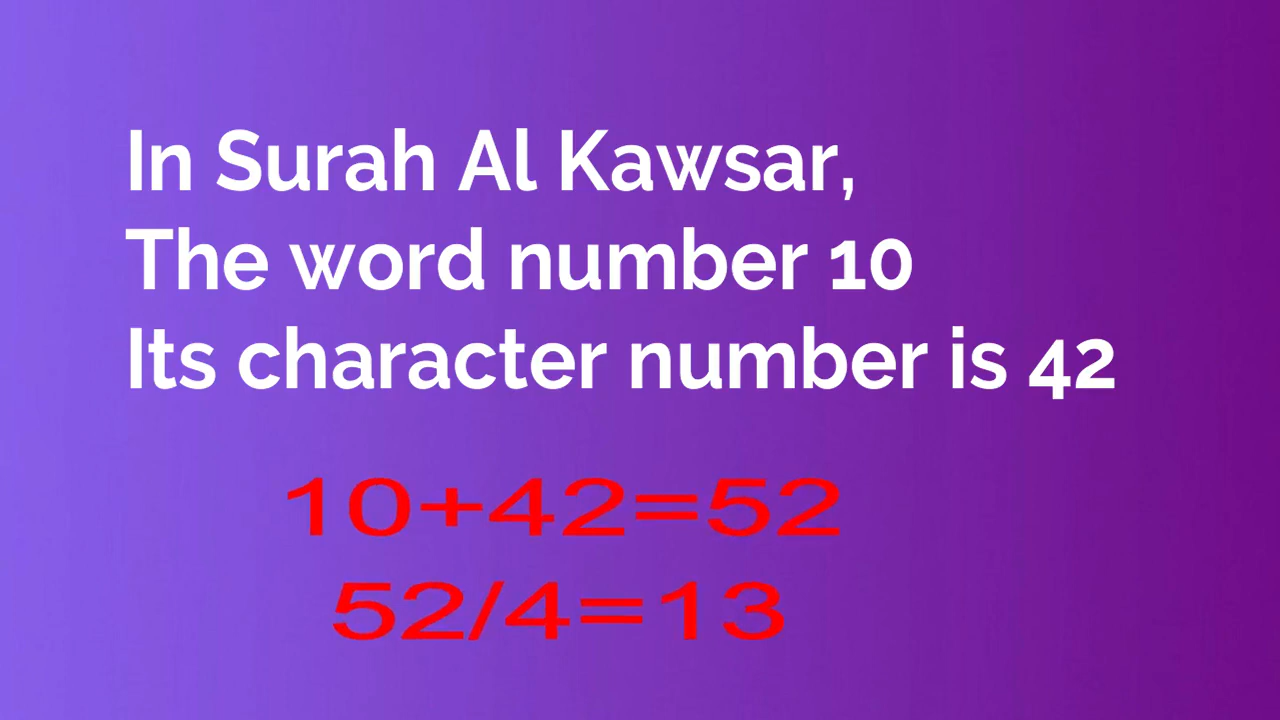 In Surah Al Kawsar,
The word number 10
Its character number is 42
10+42=52
52/4=13